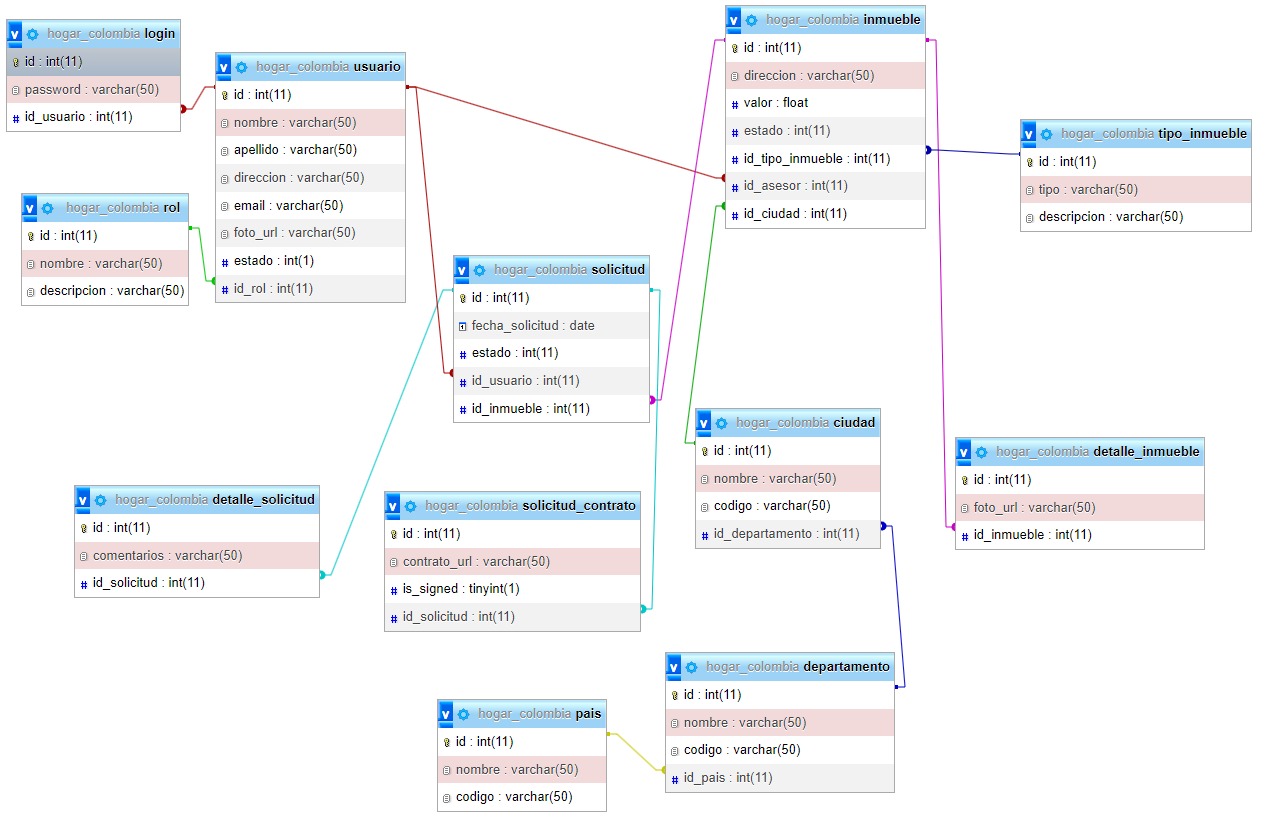 hogar_colombia login
id : int(11)
password : varchar(50)
id_usuario : int(11)
hogar_colombia usuario
id : int(11)
nombre : varchar(50)
apellido : varchar(50)
direccion : varchar(50)
email : varchar(50)
foto_url : varchar(50)
estado : int(1)
id_rol : int(11)
hogar_colombia inmueble
id : int(11)
direccion : varchar(50)
valor : float
estado : int(11)
id_tipo_inmueble : int(11)
id_asesor : int(11)
id_ciudad : int(11)
hogar_colombia tipo_inmueble
id : int(11)
tipo : varchar(50)
descripcion : varchar(50)
hogar_colombia rol
id : int(11)
nombre : varchar(50)
descripcion : varchar(50)
hogar_colombia solicitud
id : int(11)
fecha_solicitud : date
estado : int(11)
id_usuario : int(11)
id_inmueble : int(11)
hogar_colombia ciudad
id : int(11)
nombre : varchar(50)
codigo : varchar(50)
id_departamento : int(11)
hogar_colombia detalle_inmueble
id : int(11)
foto_url : varchar(50)
id_inmueble : int(11)
hogar_colombia detalle_solicitud
id : int(11)
comentarios : varchar(50)
id_solicitud : int(11)
hogar_colombia solicitud_contrato
id : int(11)
contrato_url : varchar(50)
is_signed : tinyint(1)
id_solicitud : int(11)
hogar_colombia departamento
id : int(11)
nombre : varchar(50)
codigo : varchar(50)
id_pais : int(11)
hogar_colombia pais
id : int(11)
nombre : varchar(50)
codigo : varchar(50)